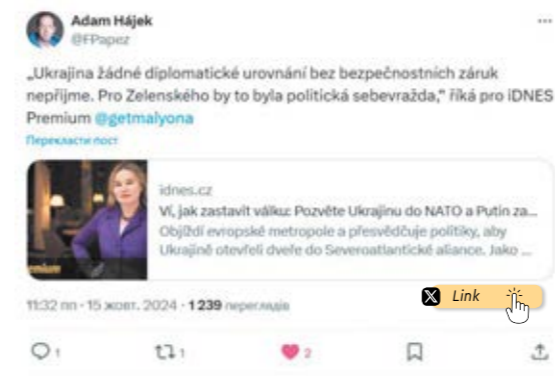 Adam Hájek
@FPapez
„Ukrajina žádné diplomatické urovnání bez bezpečnostních záruk
nepřijme. Pro Zelenského by to byla politická sebevražda,“ říká pro iDNES
Premium @getmalyona
Перекласти пост
idnes.cz
Ví, jak zastavit válku: Pozvěte Ukrajinu do NATO a Putin za...
Objíždí evropské metropole a přesvědčuje politiky, aby
Ukrajině otevřeli dveře do Severoatlantické aliance. Jako ...
emium
11:32 пп · 15 жовт. 2024 · 1 239 переглядів
X Link
1 1 2